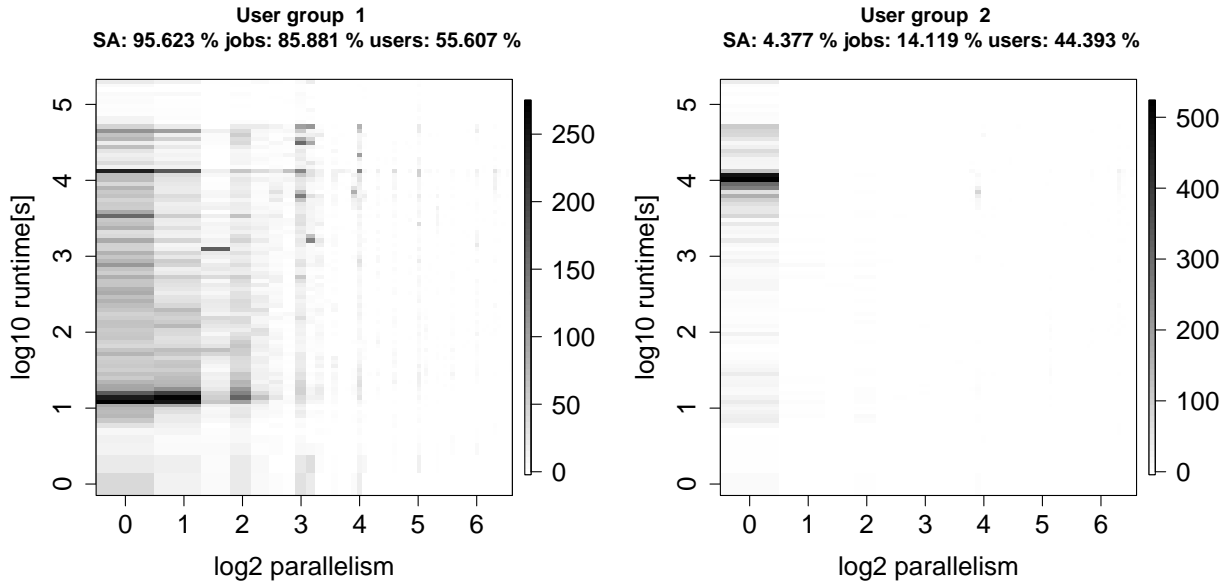 User group 1
SA: 95.623 % jobs: 85.881 % users: 55.607 %
log10 runtime[s]
5
4
3
2
1
0
0 1 2 3 4 5 6
log2 parallelism
250
200
150
100
50
0
User group 2
SA: 4.377 % jobs: 14.119 % users: 44.393 %
log10 runtime[s]
5
4
3
2
1
0
0 1 2 3 4 5 6
log2 parallelism
500
400
300
200
100
0